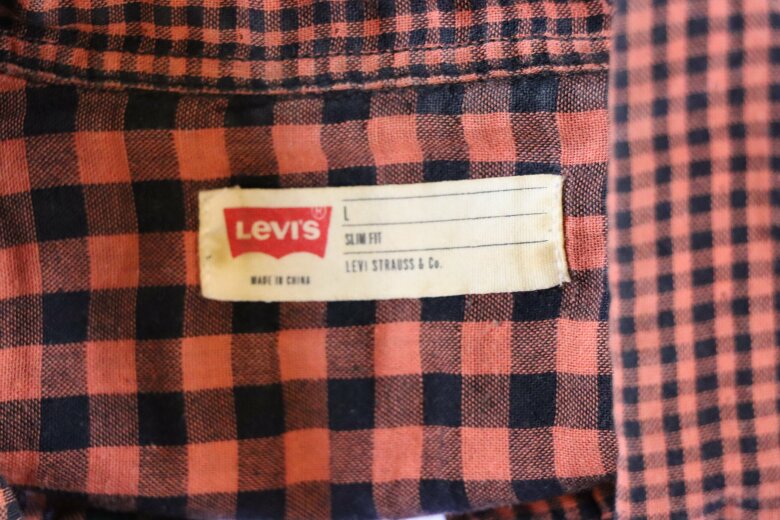 LEVI'S®
MADE IN CHINA
L
SLIM FIT
LEVI STRAUSS & Co.